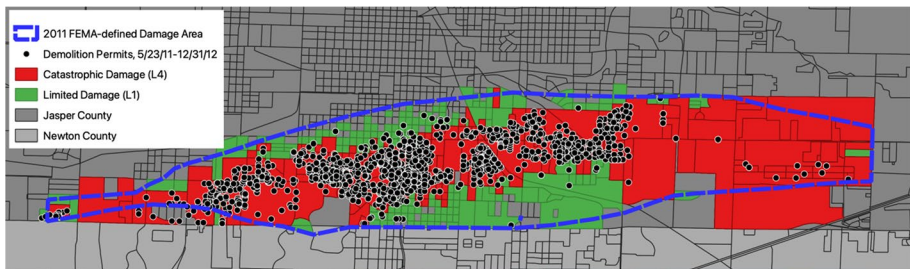 2011 FEMA-defined Damage Area
Demolition Permits, 5/23/11-12/31/12
Catastrophic Damage (L4)
Limited Damage (L1)
Jasper County
Newton County